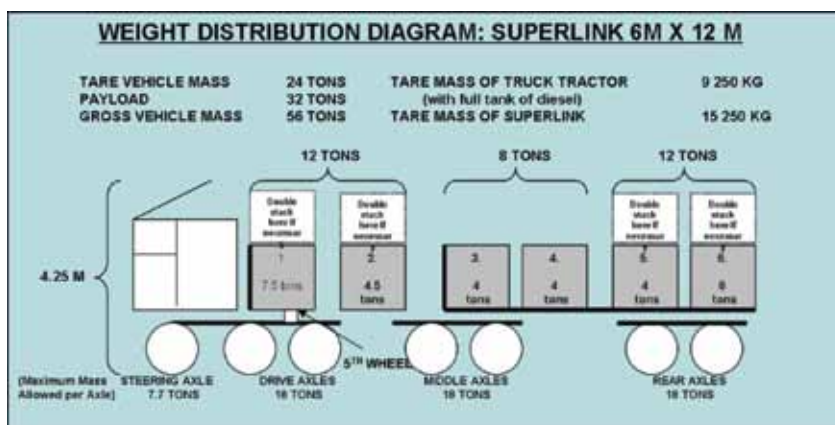 WEIGHT DISTRIBUTION DIAGRAM: SUPERLINK 6M X 12 M
TARE VEHICLE MASS 24 TONS TARE MASS OF TRUCK TRACTOR 9 250 KG
PAYLOAD 32 TONS (with full tank of diesel)
GROSS VEHICLE MASS 56 TONS TARE MASS OF SUPERLINK 15 250 KG
12 TONS 8 TONS 12 TONS
Double Double Double Double
stack stack stack stack
here if here if here if here if
4.25 M
1 2. 3. 4. 5. 6.
7.5 tons 4.5 4 4 4
tons tons tons tons tons
5TH WHEEL
(Maximum Mass STEERING AXLE DRIVE AXLES MIDDLE AXLES REAR AXLES
Allowed per Axle) 7.7 TONS 18 TONS 18 TONS 18 TONS